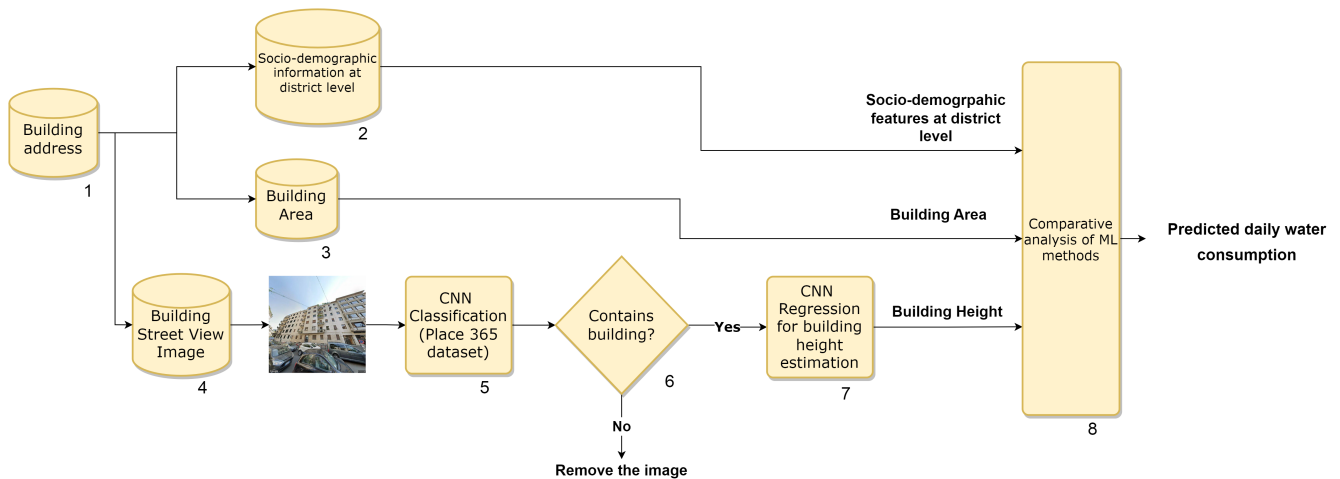 Building
address
1
Socio-demographic
information at
district level
2
Building
Area
3
Building
Street View
Image
4
CNN
Classification
(Place 365
dataset)
5
Contains
building?
6
Yes
No
Remove the image
CNN
Regression
for building
height
estimation
7
Socio-demogrpahic
features at district
level
Building Area
Building Height
Comparative
analysis of ML
methods
8
Predicted daily water
consumption